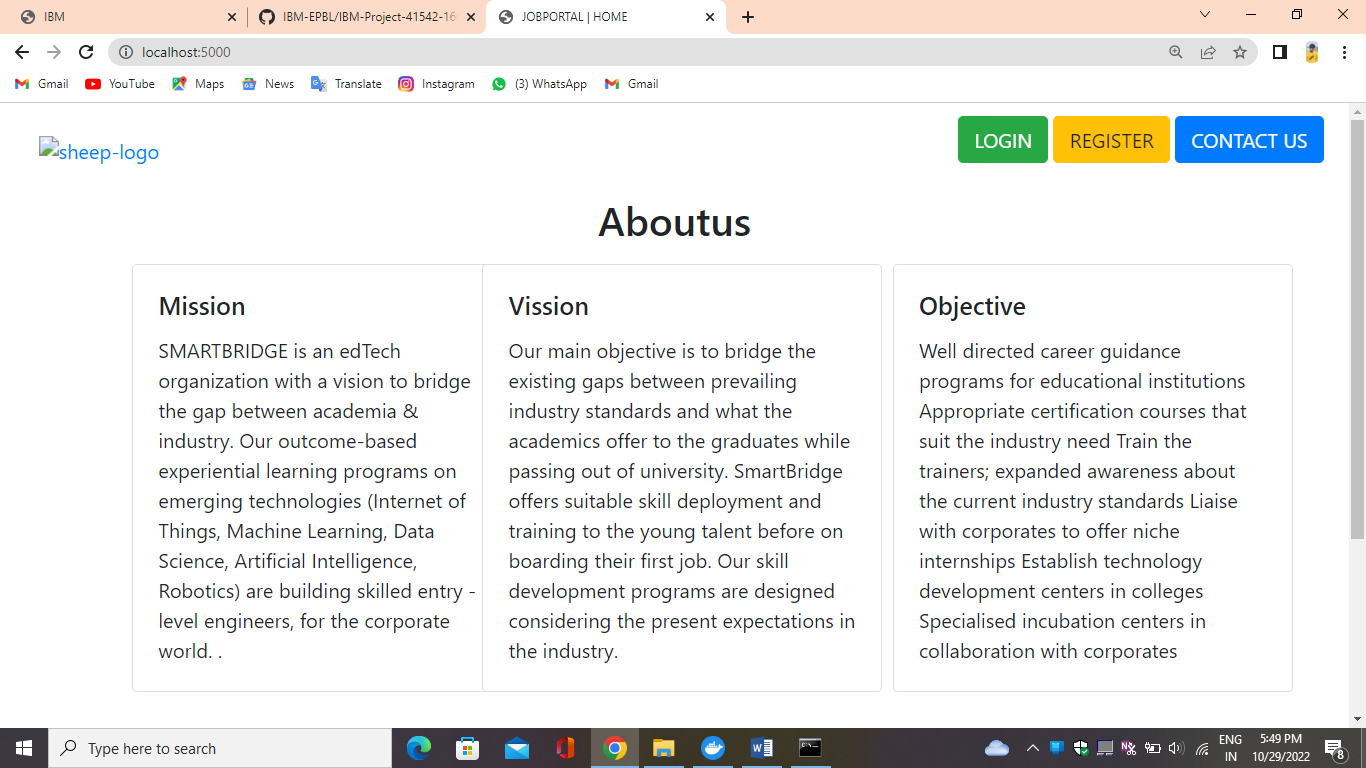 IBM
IBM-EPBL/IBM-Project-41542-16
JOBPORTAL | HOME
localhost:5000
Gmail
YouTube
Maps
News
Translate
Instagram
(3) WhatsApp
Gmail
sheep-logo
LOGIN
REGISTER
CONTACT US
Aboutus
Mission
SMARTBRIDGE is an edTech
organization with a vision to bridge
the gap between academia &
industry. Our outcome-based
experiential learning programs on
emerging technologies (Internet of
Things, Machine Learning, Data
Science, Artificial Intelligence,
Robotics) are building skilled entry -
level engineers, for the corporate
world. .
Vission
Our main objective is to bridge the
existing gaps between prevailing
industry standards and what the
academics offer to the graduates while
passing out of university. SmartBridge
offers suitable skill deployment and
training to the young talent before on
boarding their first job. Our skill
development programs are designed
considering the present expectations in
the industry.
Objective
Well directed career guidance
programs for educational institutions
Appropriate certification courses that
suit the industry need Train the
trainers; expanded awareness about
the current industry standards Liaise
with corporates to offer niche
internships Establish technology
development centers in colleges
Specialised incubation centers in
collaboration with corporates
Type here to search
ENG
IN
5:49 PM
10/29/2022
8